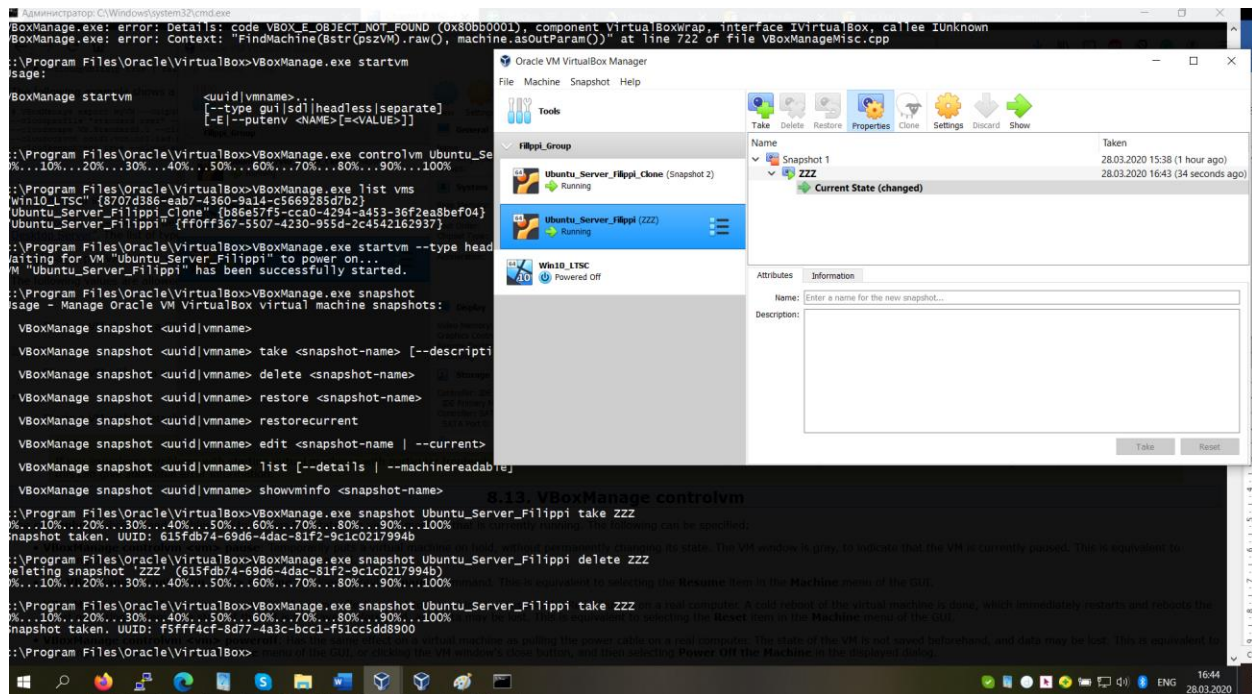 Администратор: C:\Windows\system32\cmd.exe
VBoxManage.exe: error: Details: code VBOX_E_OBJECT_NOT_FOUND (0x80bb0001), component VirtualBoxWrap, interface IVirtualBox, callee IUnknown
VBoxManage.exe: error: Context: "FindMachine(Bstr(pszVM).raw(), machine.asOutParam())" at line 722 of file VBoxManageMisc.cpp
:\Program Files\Oracle\VirtualBox>VBoxManage.exe startvm
Usage:
VBoxManage startvm <uuid|vmname>...
[--type gui|sdl|headless|separate]
[-E|--putenv <NAME>[=<VALUE>]]
:\Program Files\Oracle\VirtualBox>VBoxManage.exe controlvm Ubuntu_Se
0%...10%...20%...30%...40%...50%...60%...70%...80%...90%...100%
:\Program Files\Oracle\VirtualBox>VBoxManage.exe list vms
"Win10_LTSC" {8707d386-eab7-4360-9a14-c5669285d7b2}
"Ubuntu_Server_Filippi_Clone" {b86e57f5-cca0-4294-a453-36f2ea8bef04}
"Ubuntu_Server_Filippi" {ff0ff367-5507-4230-955d-2c4542162937}
:\Program Files\Oracle\VirtualBox>VBoxManage.exe startvm --type head
Waiting for VM "Ubuntu_Server_Filippi" to power on...
VM "Ubuntu_Server_Filippi" has been successfully started.
:\Program Files\Oracle\VirtualBox>VBoxManage.exe snapshot
Usage - Manage Oracle VM VirtualBox virtual machine snapshots:
VBoxManage snapshot <uuid|vmname>
VBoxManage snapshot <uuid|vmname> take <snapshot-name> [--descripti
VBoxManage snapshot <uuid|vmname> delete <snapshot-name>
VBoxManage snapshot <uuid|vmname> restore <snapshot-name>
VBoxManage snapshot <uuid|vmname> restorecurrent
VBoxManage snapshot <uuid|vmname> edit <snapshot-name | --current>
VBoxManage snapshot <uuid|vmname> list [--details | --machinereadable]
VBoxManage snapshot <uuid|vmname> showvminfo <snapshot-name>
:\Program Files\Oracle\VirtualBox>VBoxManage.exe snapshot Ubuntu_Server_Filippi take ZZZ
0%...10%...20%...30%...40%...50%...60%...70%...80%...90%...100%
Snapshot taken. UUID: 615fdb74-69d6-4dac-81f2-9c1c0217994b
:\Program Files\Oracle\VirtualBox>VBoxManage.exe snapshot Ubuntu_Server_Filippi delete ZZZ
Deleting snapshot 'ZZZ' (615fdb74-69d6-4dac-81f2-9c1c0217994b)
0%...10%...20%...30%...40%...50%...60%...70%...80%...90%...100%
:\Program Files\Oracle\VirtualBox>VBoxManage.exe snapshot Ubuntu_Server_Filippi take ZZZ
0%...10%...20%...30%...40%...50%...60%...70%...80%...90%...100%
Snapshot taken. UUID: f5fff4cf-8d77-4a3c-bcc1-f51cc5dd8900
:\Program Files\Oracle\VirtualBox>
8.13. VBoxManage controlvm
Oracle VM VirtualBox Manager
File Machine Snapshot Help
Tools
Filippi_Group
Ubuntu_Server_Filippi_Clone (Snapshot 2)
Running
Ubuntu_Server_Filippi (ZZZ)
Running
Win10_LTSC
Powered Off
Take Delete Restore Properties Clone Settings Discard Show
Name Taken
Snapshot 1 28.03.2020 15:38 (1 hour ago)
ZZZ 28.03.2020 16:43 (34 seconds ago)
Current State (changed)
Attributes Information
Name: Enter a name for the new snapshot...
Description:
Take Reset
ENG
16:44
28.03.2020